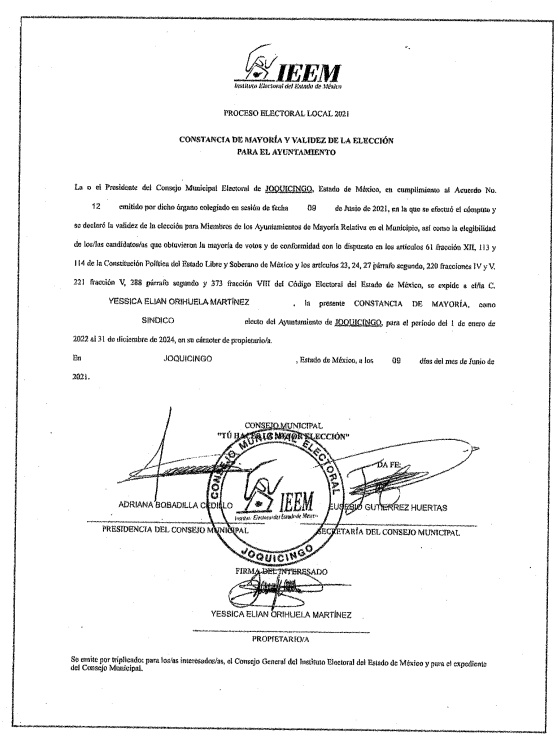 IEEM
Instituto Electoral del Estado de México
PROCESO ELECTORAL LOCAL 2021
CONSTANCIA DE MAYORÍA Y VALIDEZ DE LA ELECCIÓN
PARA EL AYUNTAMIENTO
La o el Presidente del Consejo Municipal Electoral de JOQUICINGO, Estado de México, en cumplimiento al Acuerdo No.
12 emitido por dicho órgano colegiado en sesión de fecha 09 de Junio de 2021, en la que se efectuó el cómputo y
se declaró la validez de la elección para Miembros de los Ayuntamientos de Mayoría Relativa en el Municipio, así como la elegibilidad
de los/las candidatos/as que obtuvieron la mayoría de votos y de conformidad con lo dispuesto en los artículos 61 fracción XII, 113 y
114 de la Constitución Política del Estado Libre y Soberano de México y los artículos 23, 24, 27 párrafo segundo, 220 fracciones IV y V,
221 fracción V, 288 párrafo segundo y 373 fracción VIII del Código Electoral del Estado de México, se expide a el/la C.
YESSICA ELIAN ORIHUELA MARTÍNEZ , la presente CONSTANCIA DE MAYORÍA, como
SINDICO electo del Ayuntamiento de JOQUICINGO, para el período del 1 de enero de
2022 al 31 de diciembre de 2024, en su cáracter de propietario/a.
En JOQUICINGO , Estado de México, a los 09 días del mes de Junio de
2021.
CONSEJO MUNICIPAL
"TÚ HACES LA MEJOR ELECCIÓN"
CONSEJO MUNICIPAL ELECTORAL
DA FE:
IEEM
Instituto Electoral del Estado de México
ADRIANA BOBADILLA CEDILLO
EUSEBIO GUTIERREZ HUERTAS
PRESIDENCIA DEL CONSEJO MUNICIPAL
SECRETARÍA DEL CONSEJO MUNICIPAL
JOQUICINGO
FIRMA DEL INTERESADO
YESSICA ELIAN ORIHUELA MARTÍNEZ
PROPIETARIO/A
Se emite por triplicado: para los/as interesados/as, el Consejo General del Instituto Electoral del Estado de México y para el expediente
del Consejo Municipal.